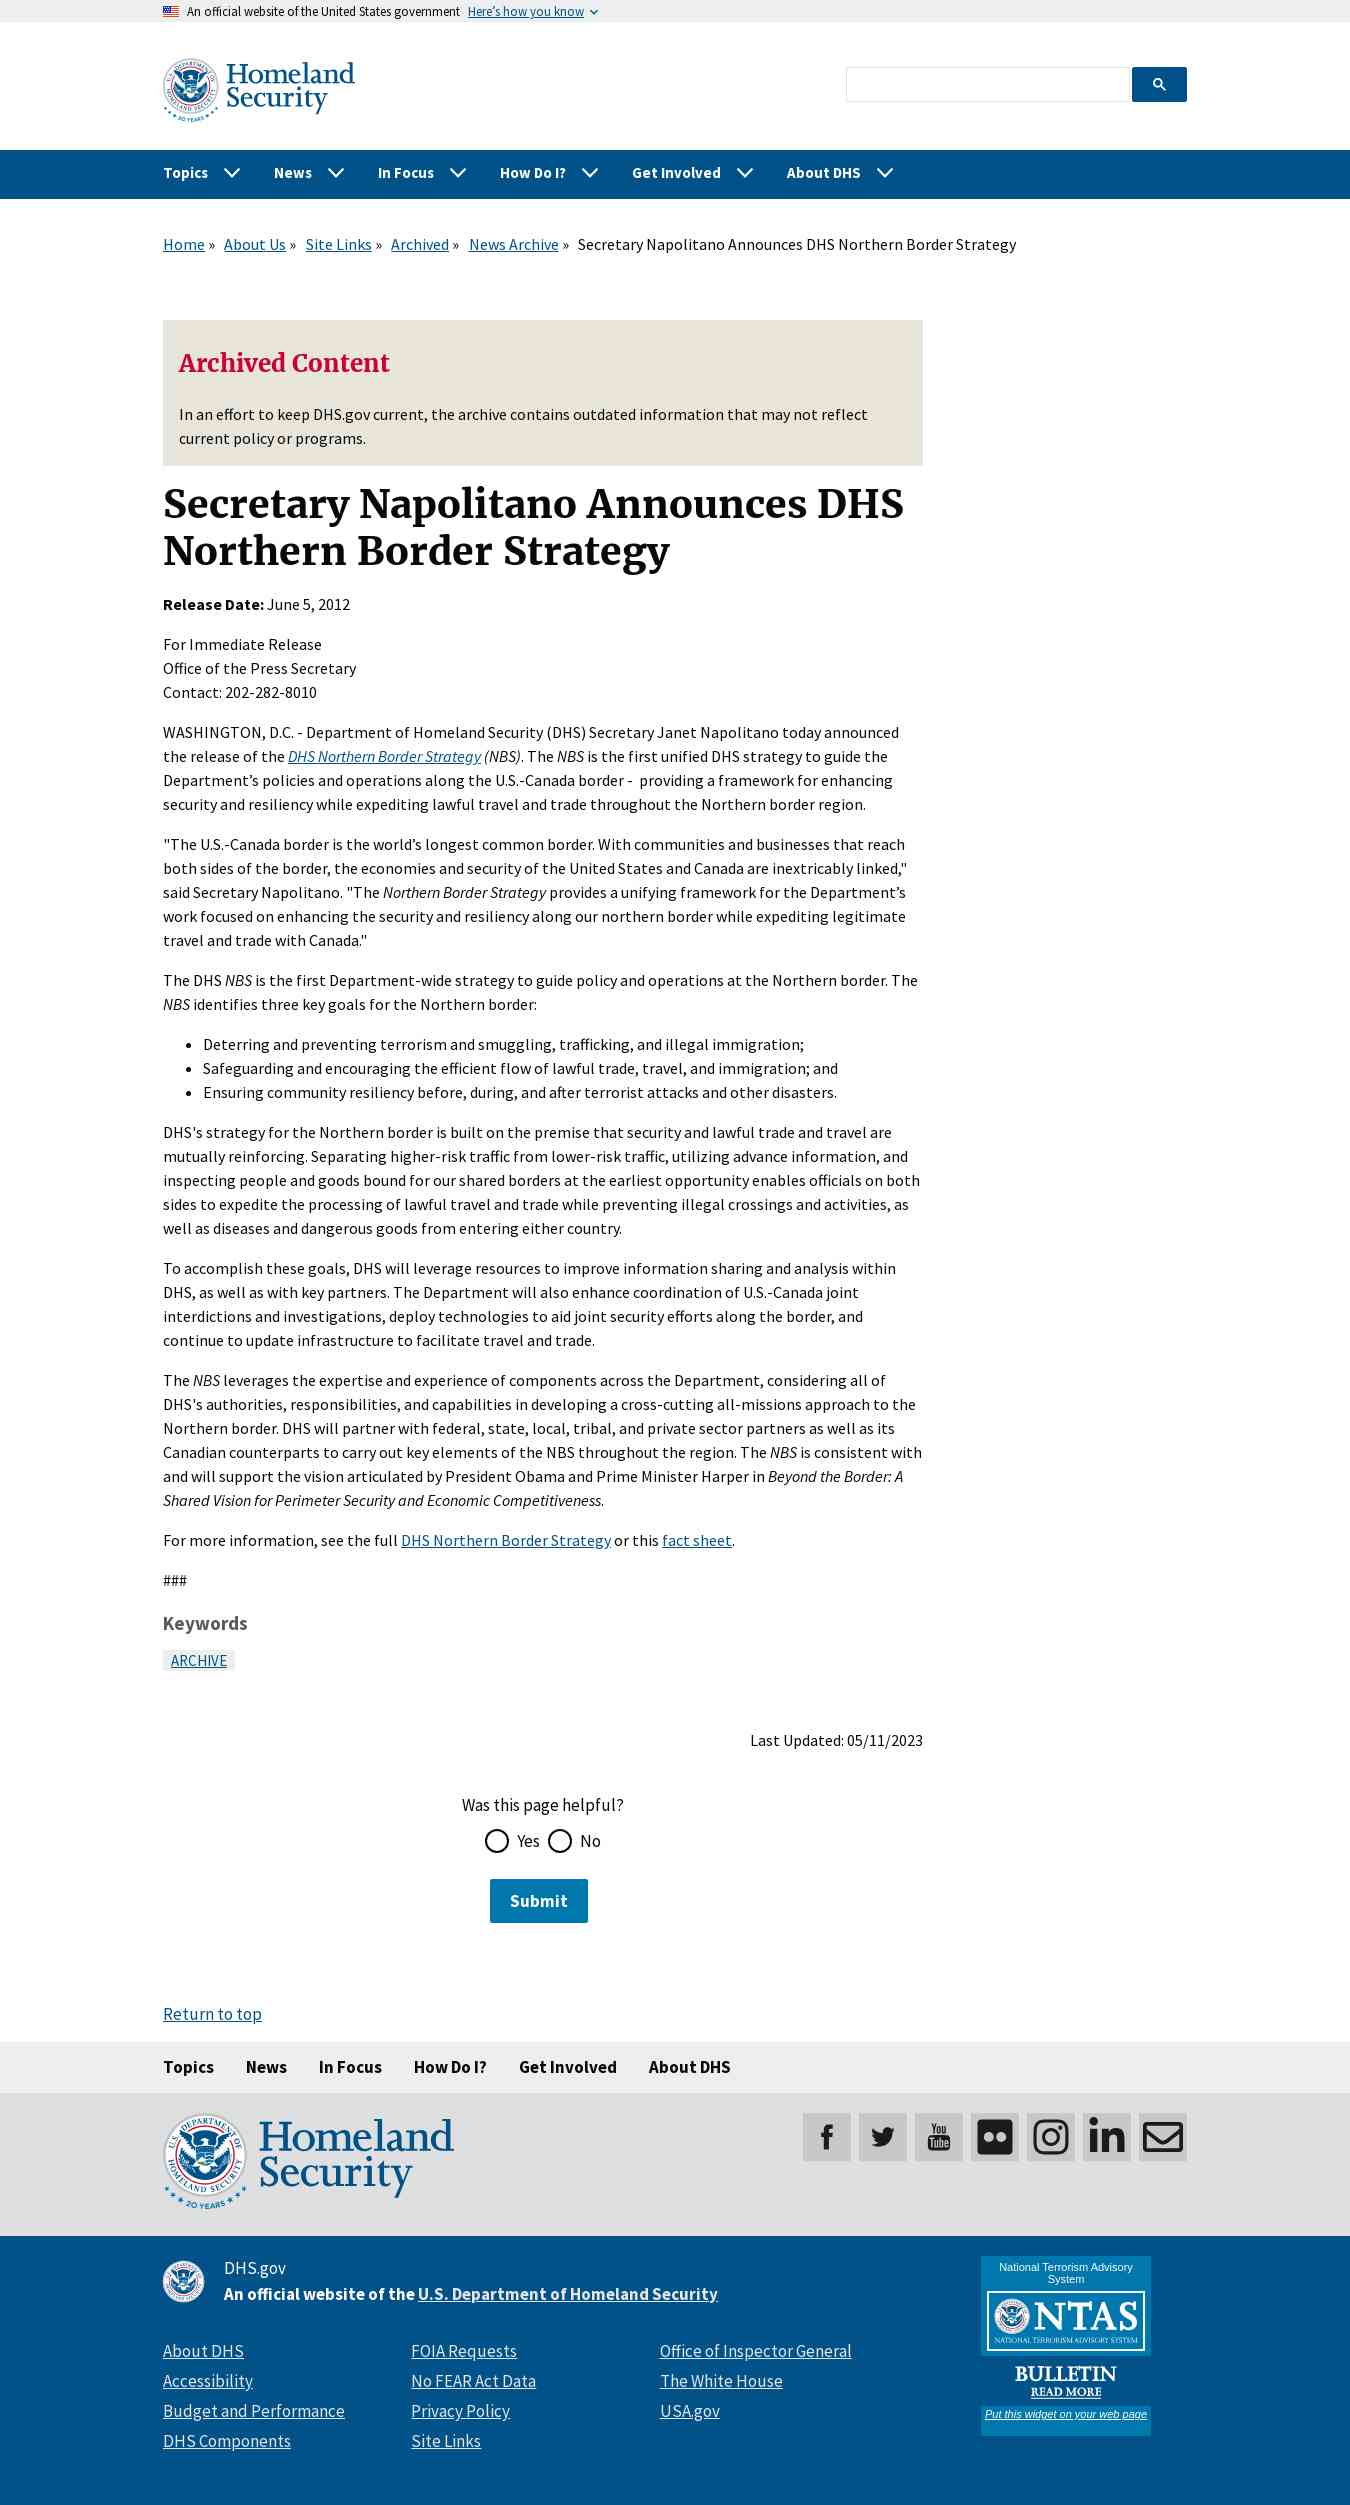 An official website of the United States government Here's how you know
U.S. DEPARTMENT OF HOMELAND SECURITY
20 YEARS
Homeland
Security
Topics News In Focus How Do I? Get Involved About DHS
Home » About Us » Site Links » Archived » News Archive » Secretary Napolitano Announces DHS Northern Border Strategy
Archived Content
In an effort to keep DHS.gov current, the archive contains outdated information that may not reflect
current policy or programs.
Secretary Napolitano Announces DHS
Northern Border Strategy
Release Date: June 5, 2012
For Immediate Release
Office of the Press Secretary
Contact: 202-282-8010
WASHINGTON, D.C. - Department of Homeland Security (DHS) Secretary Janet Napolitano today announced
the release of the DHS Northern Border Strategy (NBS). The NBS is the first unified DHS strategy to guide the
Department’s policies and operations along the U.S.-Canada border -  providing a framework for enhancing
security and resiliency while expediting lawful travel and trade throughout the Northern border region.
"The U.S.-Canada border is the world’s longest common border. With communities and businesses that reach
both sides of the border, the economies and security of the United States and Canada are inextricably linked,"
said Secretary Napolitano. "The Northern Border Strategy provides a unifying framework for the Department’s
work focused on enhancing the security and resiliency along our northern border while expediting legitimate
travel and trade with Canada."
The DHS NBS is the first Department-wide strategy to guide policy and operations at the Northern border. The
NBS identifies three key goals for the Northern border:
• Deterring and preventing terrorism and smuggling, trafficking, and illegal immigration;
• Safeguarding and encouraging the efficient flow of lawful trade, travel, and immigration; and
• Ensuring community resiliency before, during, and after terrorist attacks and other disasters.
DHS's strategy for the Northern border is built on the premise that security and lawful trade and travel are
mutually reinforcing. Separating higher-risk traffic from lower-risk traffic, utilizing advance information, and
inspecting people and goods bound for our shared borders at the earliest opportunity enables officials on both
sides to expedite the processing of lawful travel and trade while preventing illegal crossings and activities, as
well as diseases and dangerous goods from entering either country.
To accomplish these goals, DHS will leverage resources to improve information sharing and analysis within
DHS, as well as with key partners. The Department will also enhance coordination of U.S.-Canada joint
interdictions and investigations, deploy technologies to aid joint security efforts along the border, and
continue to update infrastructure to facilitate travel and trade.
The NBS leverages the expertise and experience of components across the Department, considering all of
DHS's authorities, responsibilities, and capabilities in developing a cross-cutting all-missions approach to the
Northern border. DHS will partner with federal, state, local, tribal, and private sector partners as well as its
Canadian counterparts to carry out key elements of the NBS throughout the region. The NBS is consistent with
and will support the vision articulated by President Obama and Prime Minister Harper in Beyond the Border: A
Shared Vision for Perimeter Security and Economic Competitiveness.
For more information, see the full DHS Northern Border Strategy or this fact sheet.
###
Keywords
ARCHIVE
Last Updated: 05/11/2023
Was this page helpful?
Yes No
Submit
Return to top
Topics News In Focus How Do I? Get Involved About DHS
U.S. DEPARTMENT OF HOMELAND SECURITY
20 YEARS
Homeland
Security
You
Tube
in
DHS.gov
An official website of the U.S. Department of Homeland Security
About DHS FOIA Requests Office of Inspector General
Accessibility No FEAR Act Data The White House
Budget and Performance Privacy Policy USA.gov
DHS Components Site Links
National Terrorism Advisory
System
NTAS
NATIONAL TERRORISM ADVISORY SYSTEM
BULLETIN
READ MORE
Put this widget on your web page